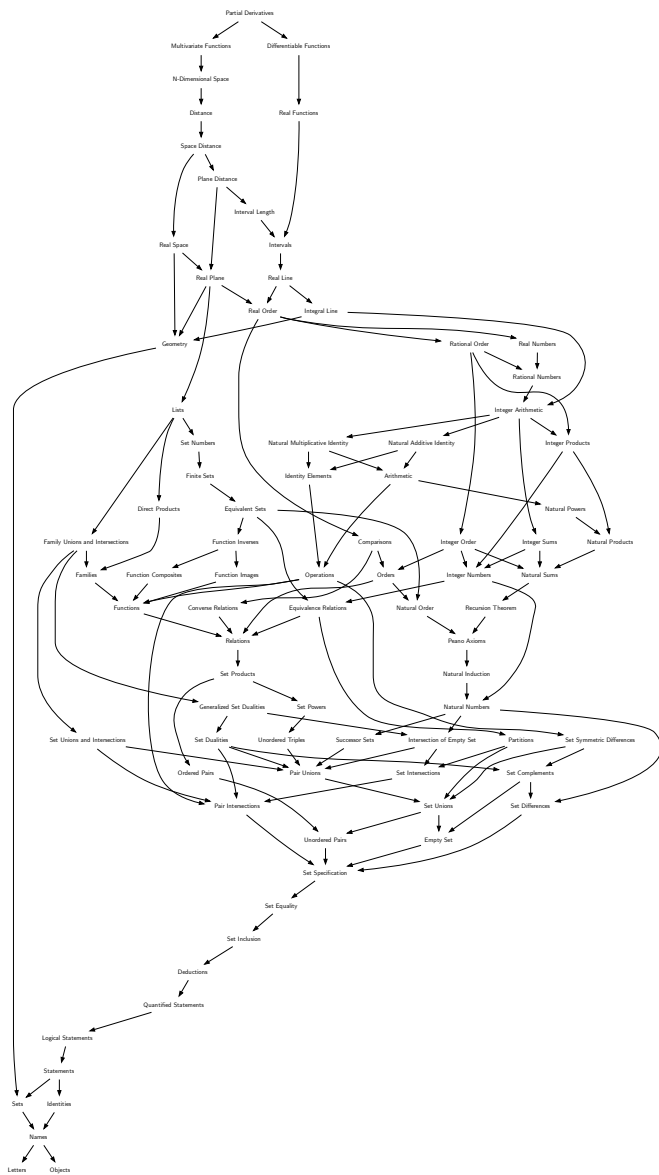 Partial Derivatives
Multivariate Functions
Differentiable Functions
N-Dimensional Space
Distance
Real Functions
Space Distance
Plane Distance
Interval Length
Real Space
Intervals
Real Plane
Real Line
Real Order
Integral Line
Geometry
Rational Order
Real Numbers
Rational Numbers
Lists
Integer Arithmetic
Set Numbers
Natural Multiplicative Identity
Natural Additive Identity
Integer Products
Finite Sets
Identity Elements
Arithmetic
Direct Products
Equivalent Sets
Natural Powers
Family Unions and Intersections
Function Inverses
Comparisons
Integer Order
Integer Sums
Natural Products
Families
Function Composites
Function Images
Operations
Orders
Integer Numbers
Natural Sums
Functions
Converse Relations
Equivalence Relations
Natural Order
Recursion Theorem
Relations
Peano Axioms
Set Products
Natural Induction
Generalized Set Dualities
Set Powers
Natural Numbers
Set Unions and Intersections
Set Dualities
Unordered Triples
Successor Sets
Intersection of Empty Set
Partitions
Set Symmetric Differences
Ordered Pairs
Pair Unions
Set Intersections
Set Complements
Pair Intersections
Set Unions
Set Differences
Unordered Pairs
Empty Set
Set Specification
Set Equality
Set Inclusion
Deductions
Quantified Statements
Logical Statements
Statements
Sets
Identities
Names
Letters
Objects